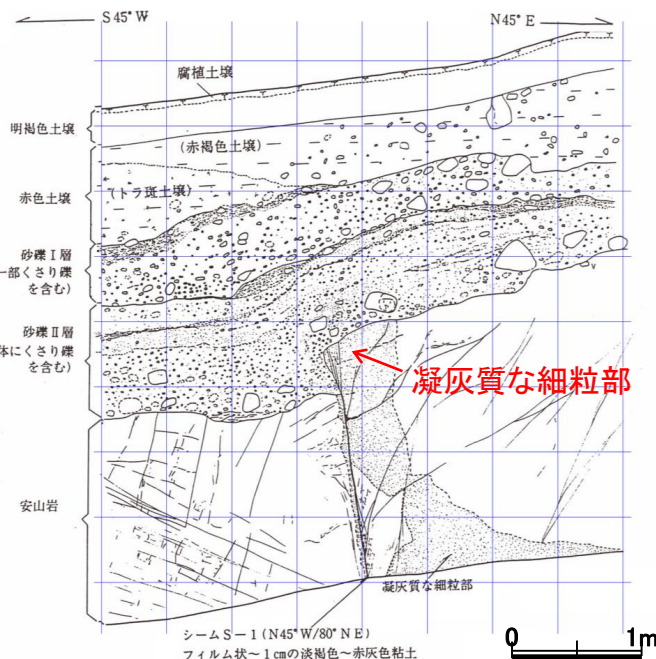 S45°W
N45°E
腐植土壌
明褐色土壌
(赤褐色土壌)
(トラ斑土壌)
赤色土壌
砂礫Ⅰ層
一部くさり礫
を含む)
砂礫Ⅱ層
体にくさり礫
を含む)
凝灰質な細粒部
安山岩
凝灰質な細粒部
シームS-1(N45°W/80°NE)
フィルム状~1cmの淡褐色~赤灰色粘土
0 1m